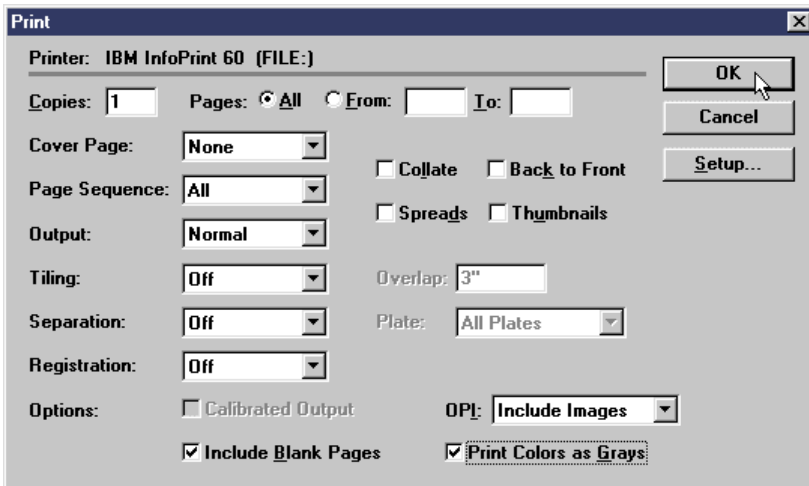 Print
Printer: IBM InfoPrint 60 (FILE:)
OK
Copies: 1 Pages: All From: To:
Cancel
Cover Page: None
Collate Back to Front
Setup...
Page Sequence: All
Spreads Thumbnails
Output: Normal
Tiling: Off Overlap: 3"
Separation: Off Plate: All Plates
Registration: Off
Options: Calibrated Output OPI: Include Images
Include Blank Pages Print Colors as Grays